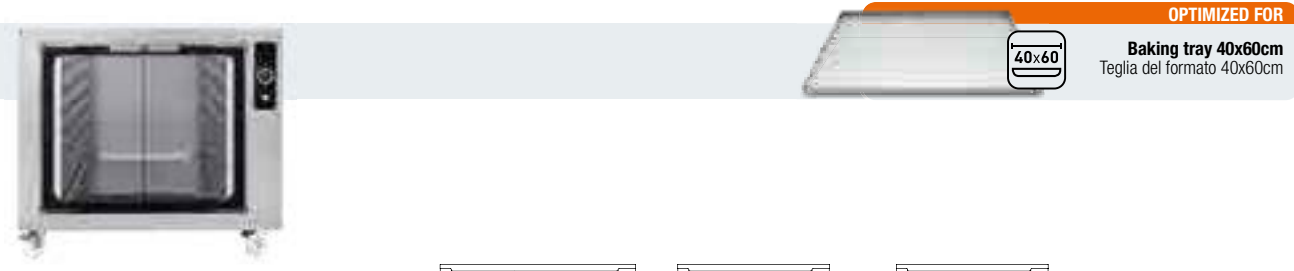 OPTIMIZED FOR
40x60
Baking tray 40x60cm
Teglia del formato 40x60cm